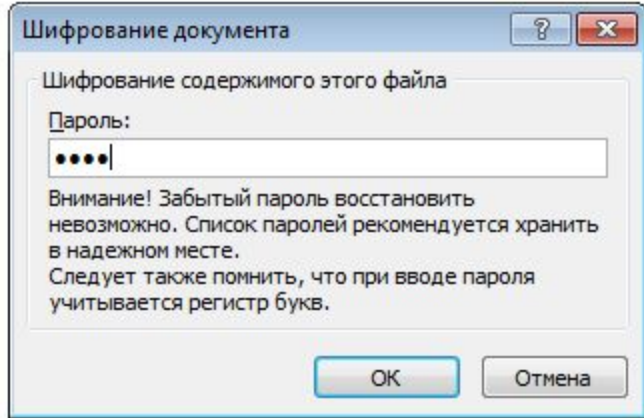 Шифрование документа
Шифрование содержимого этого файла
Пароль:
••••
Внимание! Забытый пароль восстановить
невозможно. Список паролей рекомендуется хранить
в надежном месте.
Следует также помнить, что при вводе пароля
учитывается регистр букв.
ОК
Отмена